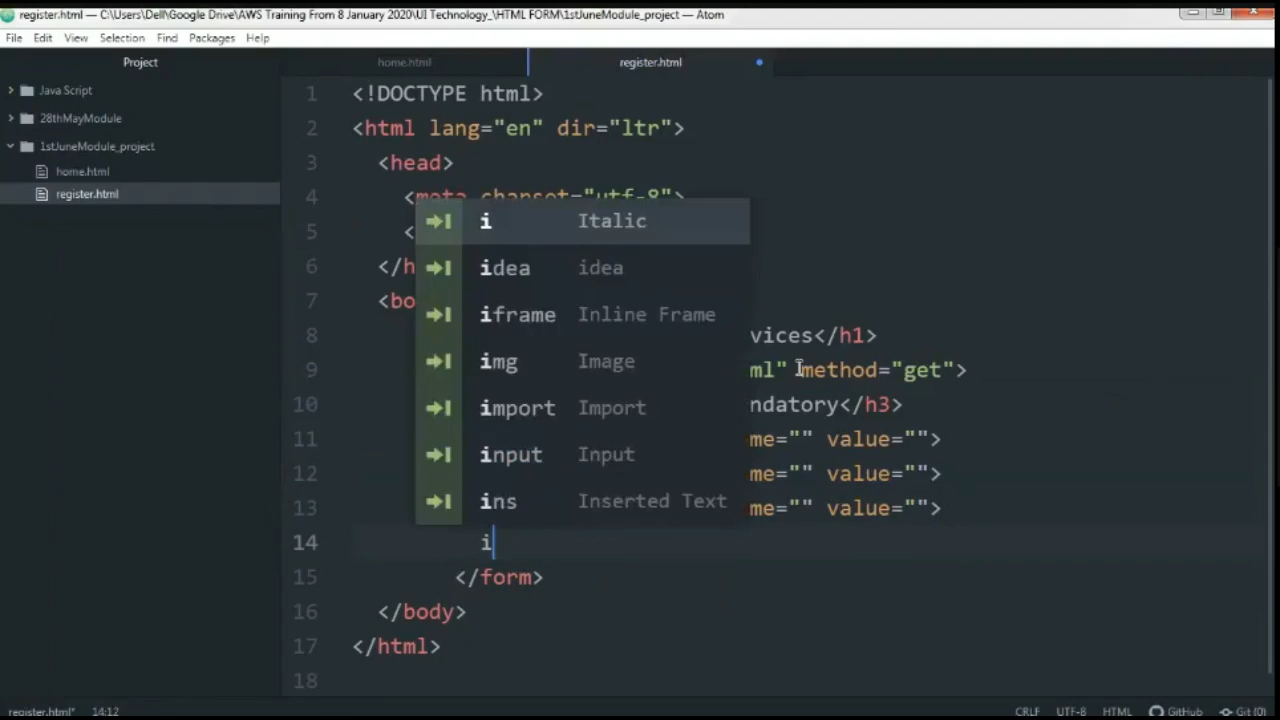 register.html — C:\Users\Dell\Google Drive\AWS Training From 8 January 2020\UI Technology_\HTML FORM\1stJuneModule_project — Atom
File Edit View Selection Find Packages Help
Project
home.html
register.html
Java Script
28thMayModule
1stJuneModule_project
home.html
register.html
1 <!DOCTYPE html>
2 <html lang="en" dir="ltr">
3 <head>
4 <meta charset="utf-8">
5 <
6 </h
7 <bo
8 vices</h1>
9 ml" method="get">
10 ndatory</h3>
11 me="" value="">
12 me="" value="">
13 me="" value="">
14 i
15 </form>
16 </body>
17 </html>
18
i Italic
idea idea
iframe Inline Frame
img Image
import Import
input Input
ins Inserted Text
register.html* 14:12
CRLF UTF-8 HTML GitHub Git (0)